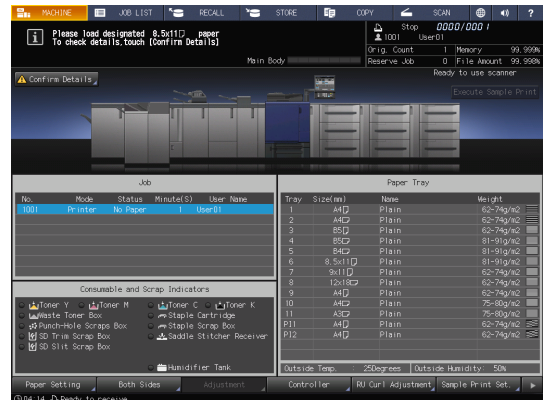 MACHINE JOB LIST RECALL STORE COPY SCAN ?
Please load designated 8.5x11 paper
To check details,touch [Confirm Details]
Main Body
Stop 0000/0001
1001 User01
Orig. Count 1 Memory 99.999%
Reserve Job 0 File Amount 99.998%
Confirm Details
Ready to use scanner
Execute Sample Print
Job
No. Mode Status Minute(S) User Name
1001 Printer No Paper 1 User01
Paper Tray
Tray Size(mm) Name Weight
1 A4 Plain 62-74g/m2
2 A4 Plain 62-74g/m2
3 B5 Plain 62-74g/m2
4 B5 Plain 81-91g/m2
5 B4 Plain 81-91g/m2
6 8.5x11 Plain 81-91g/m2
7 9x11 Plain 62-74g/m2
8 12x18 Plain 62-74g/m2
9 A4 Plain 62-74g/m2
10 A4 Plain 75-80g/m2
11 A3 Plain 75-80g/m2
P11 A4 Plain 62-74g/m2
P12 A4 Plain 62-74g/m2
Outside Temp. : 25Degrees Outside Humidity: 50%
Consumable and Scrap Indicators
Toner Y Toner M Toner C Toner K
Waste Toner Box Staple Cartridge
Punch-Hole Scraps Box Staple Scrap Box
SD Trim Scrap Box Saddle Stitcher Receiver
SD Slit Scrap Box
Humidifier Tank
Paper Setting Both Sides Adjustment Controller RU Curl Adjustment Sample Print Set.
04:14 Ready to receive